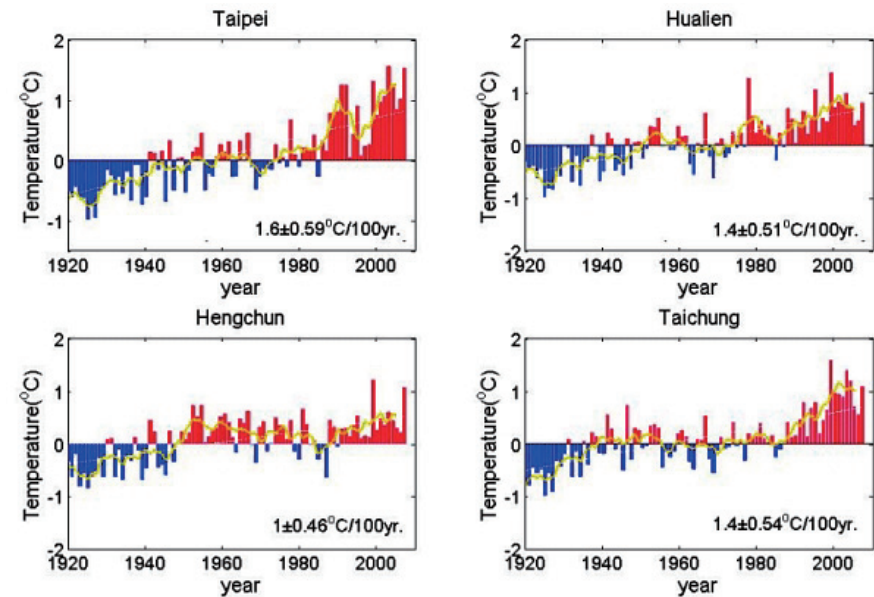 Taipei
2
1
0
-1
Temperature(°C)
1.6±0.59°C/100yr.
1920 1940 1960 1980 2000
year
Hualien
2
1
0
-1
-2
Temperature(°C)
1.4±0.51°C/100yr.
1920 1940 1960 1980 2000
year
Hengchun
2
1
0
-1
-2
Temperature(°C)
1±0.46°C/100yr.
1920 1940 1960 1980 2000
year
Taichung
2
1
0
-1
-2
Temperature(°C)
1.4±0.54°C/100yr.
1920 1940 1960 1980 2000
year